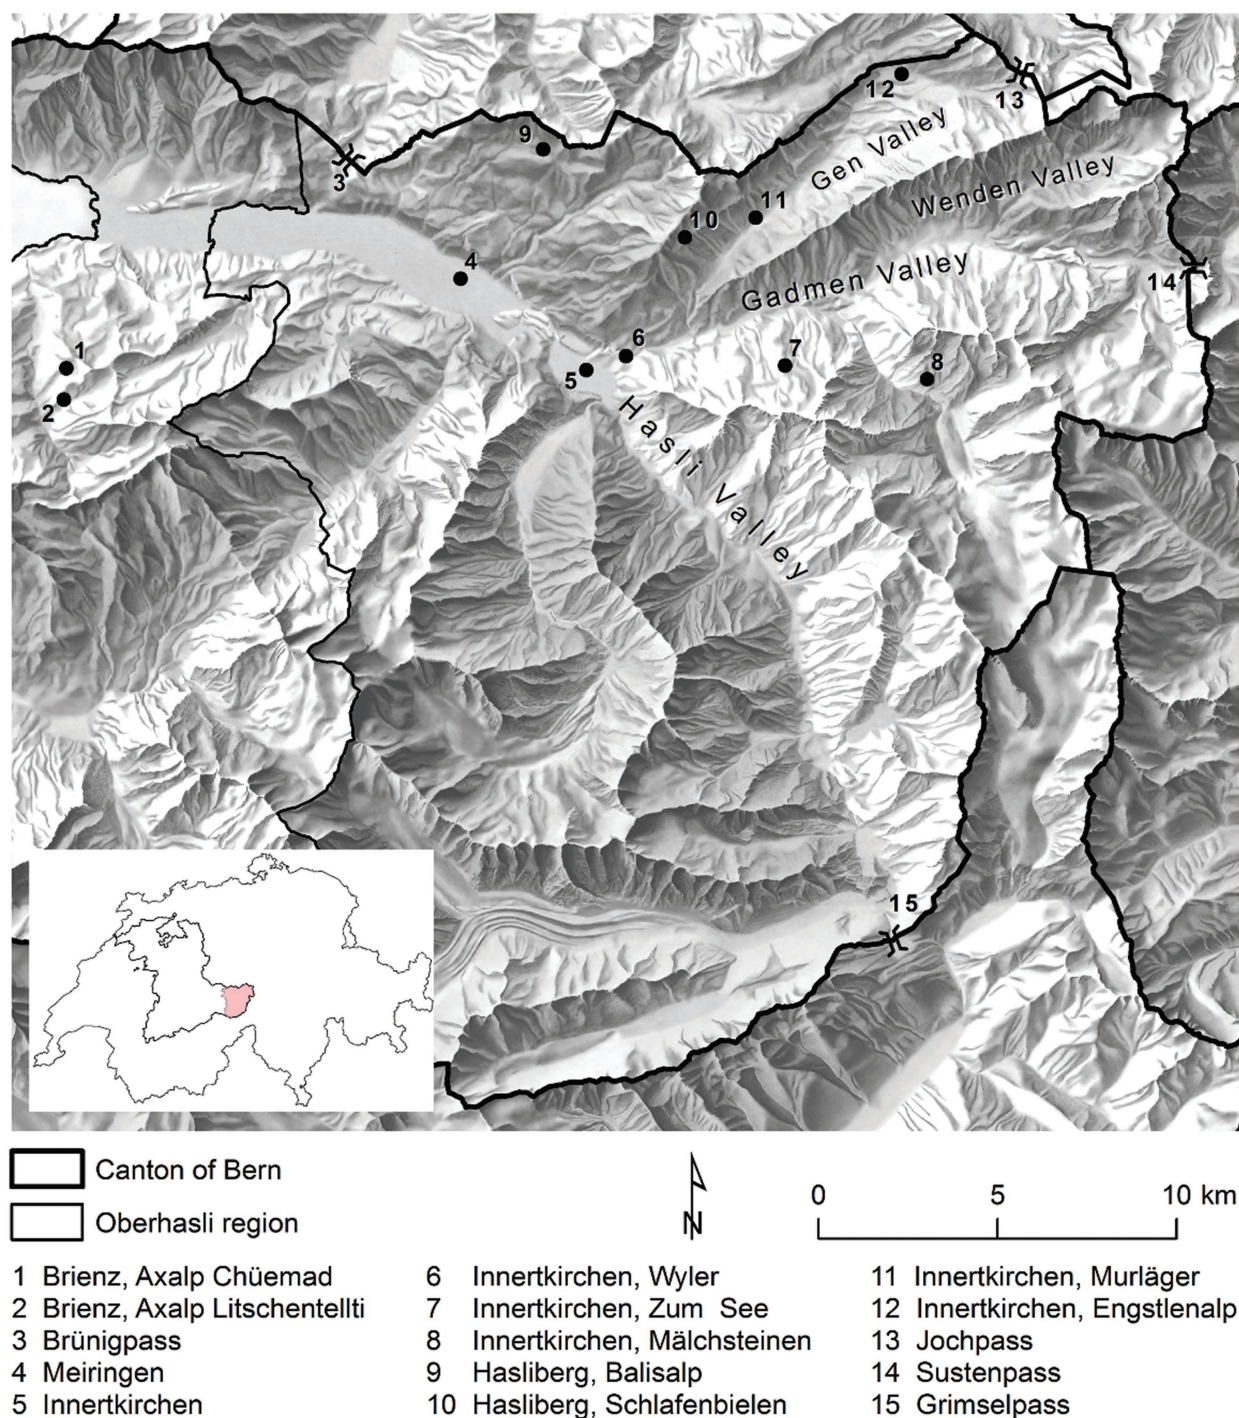 12
13
9
3
Gen Valley
Wenden Valley
11
10
4
Gadmen Valley
14
6
1
7
8
5
2
Hasli Valley
15
Canton of Bern
Oberhasli region
N
0 5 10 km
1 Brienz, Axalp Chüemad
2 Brienz, Axalp Litschentellti
3 Brünigpass
4 Meiringen
5 Innertkirchen
6 Innertkirchen, Wyler
7 Innertkirchen, Zum See
8 Innertkirchen, Mälchsteinen
9 Hasliberg, Balisalp
10 Hasliberg, Schlafenbielen
11 Innertkirchen, Murläger
12 Innertkirchen, Engstlenalp
13 Jochpass
14 Sustenpass
15 Grimselpass